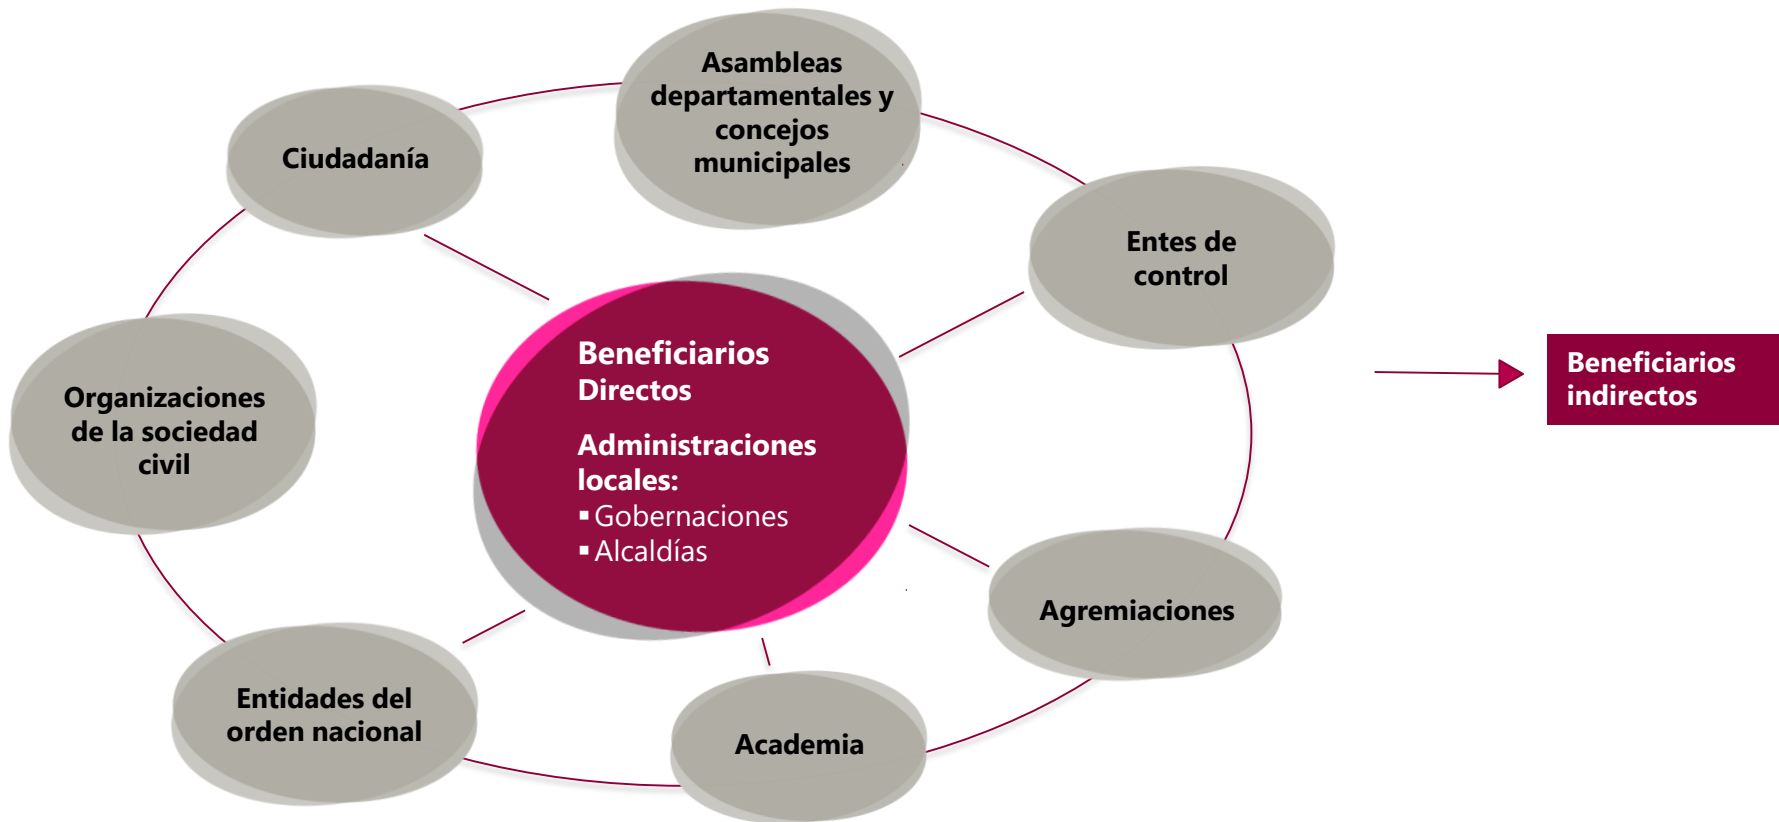 Asambleas
departamentales y
concejos
municipales
Ciudadanía
Entes de
control
Beneficiarios
Directos
Administraciones
locales:
▪ Gobernaciones
▪ Alcaldías
Beneficiarios
indirectos
Organizaciones
de la sociedad
civil
Agremiaciones
Entidades del
orden nacional
Academia